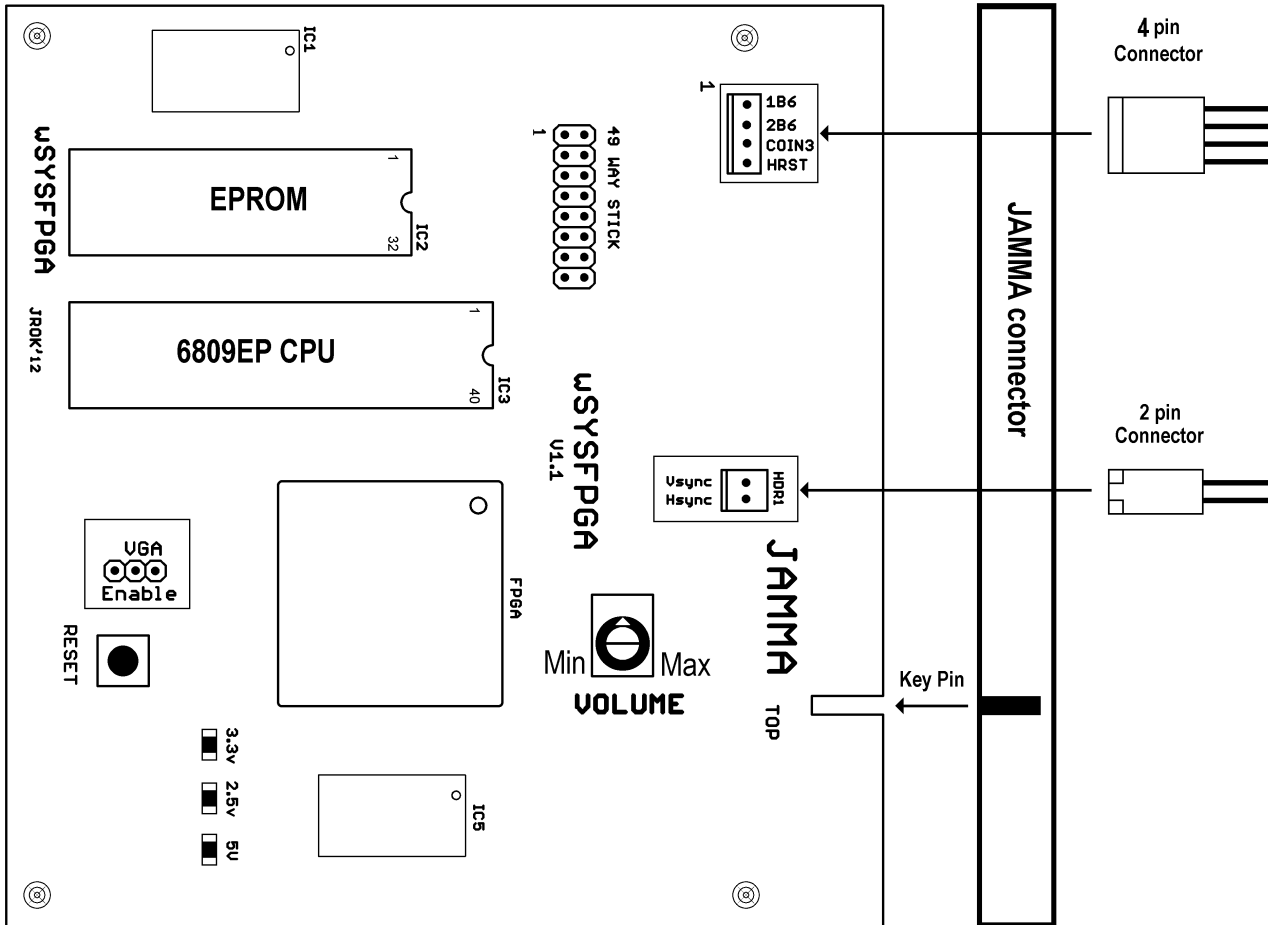 IC1
1
1B6
2B6
COIN3
HRST
4 pin
Connector
wSYSFPGA
1
EPROM
32
IC2
1
49 WAY STICK
JAMMA connector
JROK'12
1
6809EP CPU
40
IC3
wSYSFPGA
V1.1
Vsync
Hsync
HDR1
2 pin
Connector
VGA
Enable
FPGA
JAMMA
RESET
Min
Max
VOLUME
Key Pin
TOP
3.3v
2.5v
5V
IC5